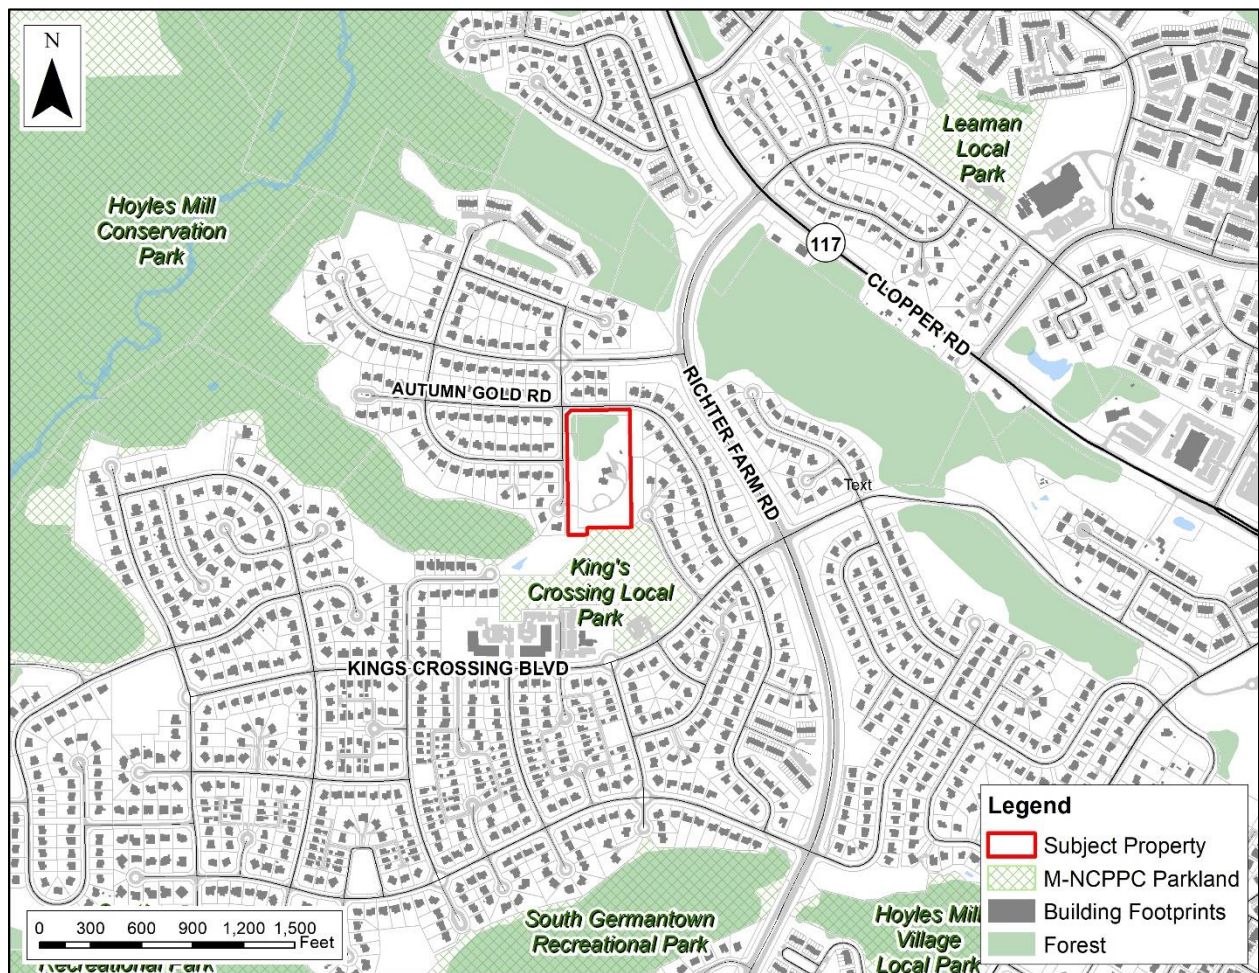 N
Leaman
Local
Park
Hoyles Mill
Conservation
Park
117
CLOPPER RD
AUTUMN GOLD RD
RICHTER FARM RD
Text
King's
Crossing Local
Park
KINGS CROSSING BLVD
Legend
Subject Property
M-NCPPC Parkland
Building Footprints
Forest
South Germantown
Recreational Park
Hoyles Mill
Village
Local Park
0 300 600 900 1,200 1,500
Feet
Recreational Park